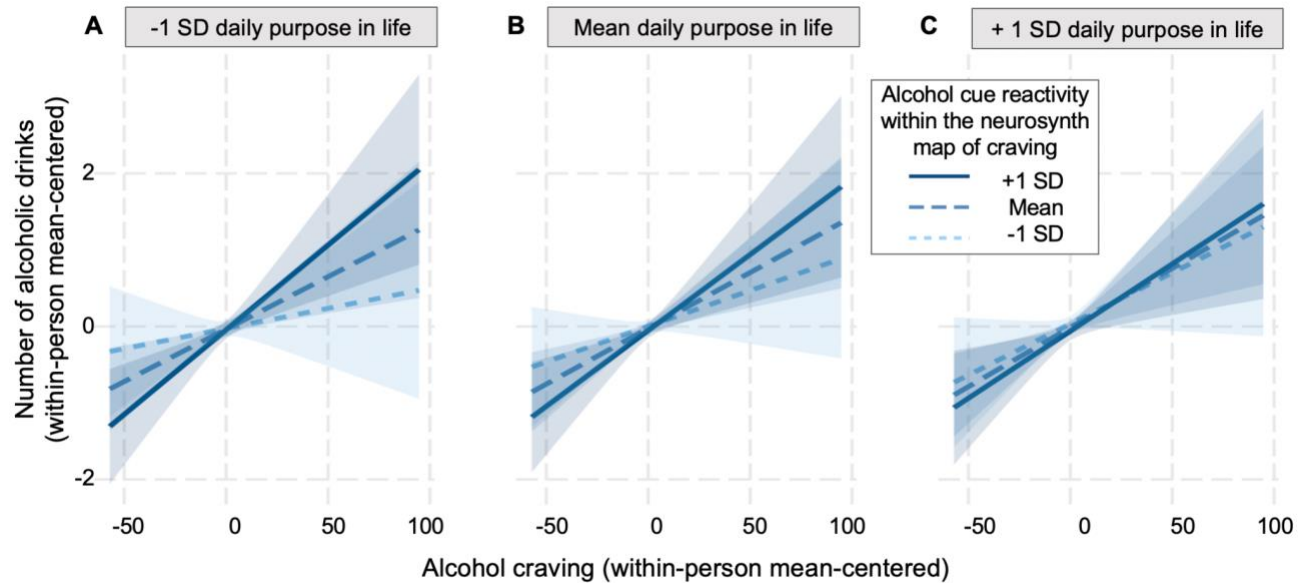 A
-1 SD daily purpose in life
B
Mean daily purpose in life
C
+ 1 SD daily purpose in life
Number of alcoholic drinks
(within-person mean-centered)
2
0
-2
Alcohol cue reactivity
within the neurosynth
map of craving
+1 SD
Mean
-1 SD
-50 0 50 100
-50 0 50 100
-50 0 50 100
Alcohol craving (within-person mean-centered)